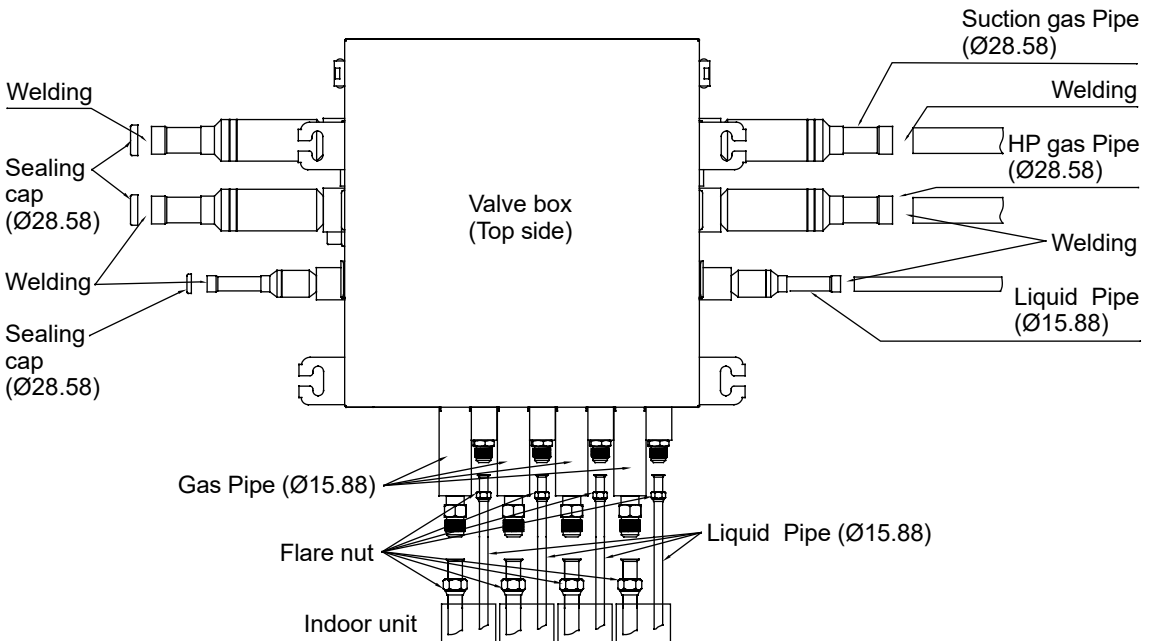 Suction gas Pipe
(Ø28.58)
Welding
Welding
HP gas Pipe
(Ø28.58)
Sealing
cap
(Ø28.58)
Valve box
(Top side)
Welding
Welding
Liquid Pipe
(Ø15.88)
Sealing
cap
(Ø28.58)
Gas Pipe (Ø15.88)
Liquid Pipe (Ø15.88)
Flare nut
Indoor unit